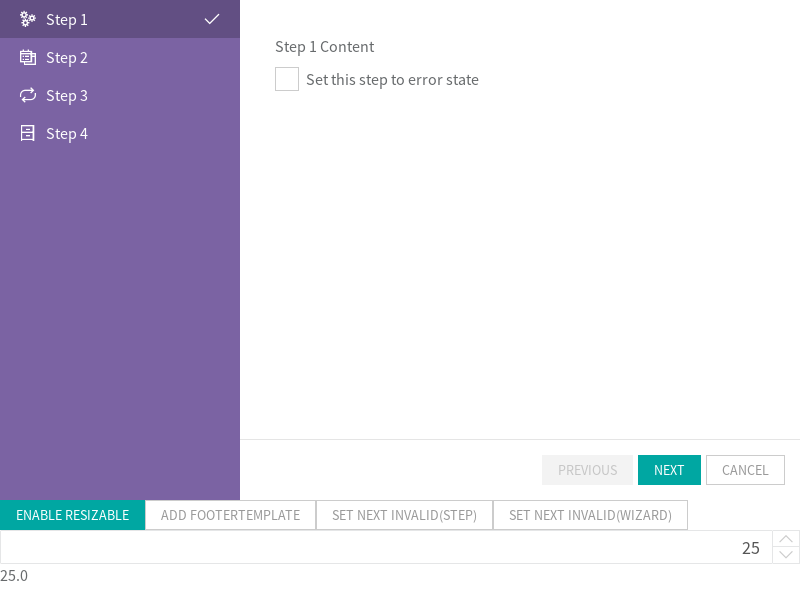 Step 1
Step 2
Step 3
Step 4
Step 1 Content
Set this step to error state
PREVIOUS NEXT CANCEL
ENABLE RESIZABLE ADD FOOTERTEMPLATE SET NEXT INVALID(STEP) SET NEXT INVALID(WIZARD)
25
25.0